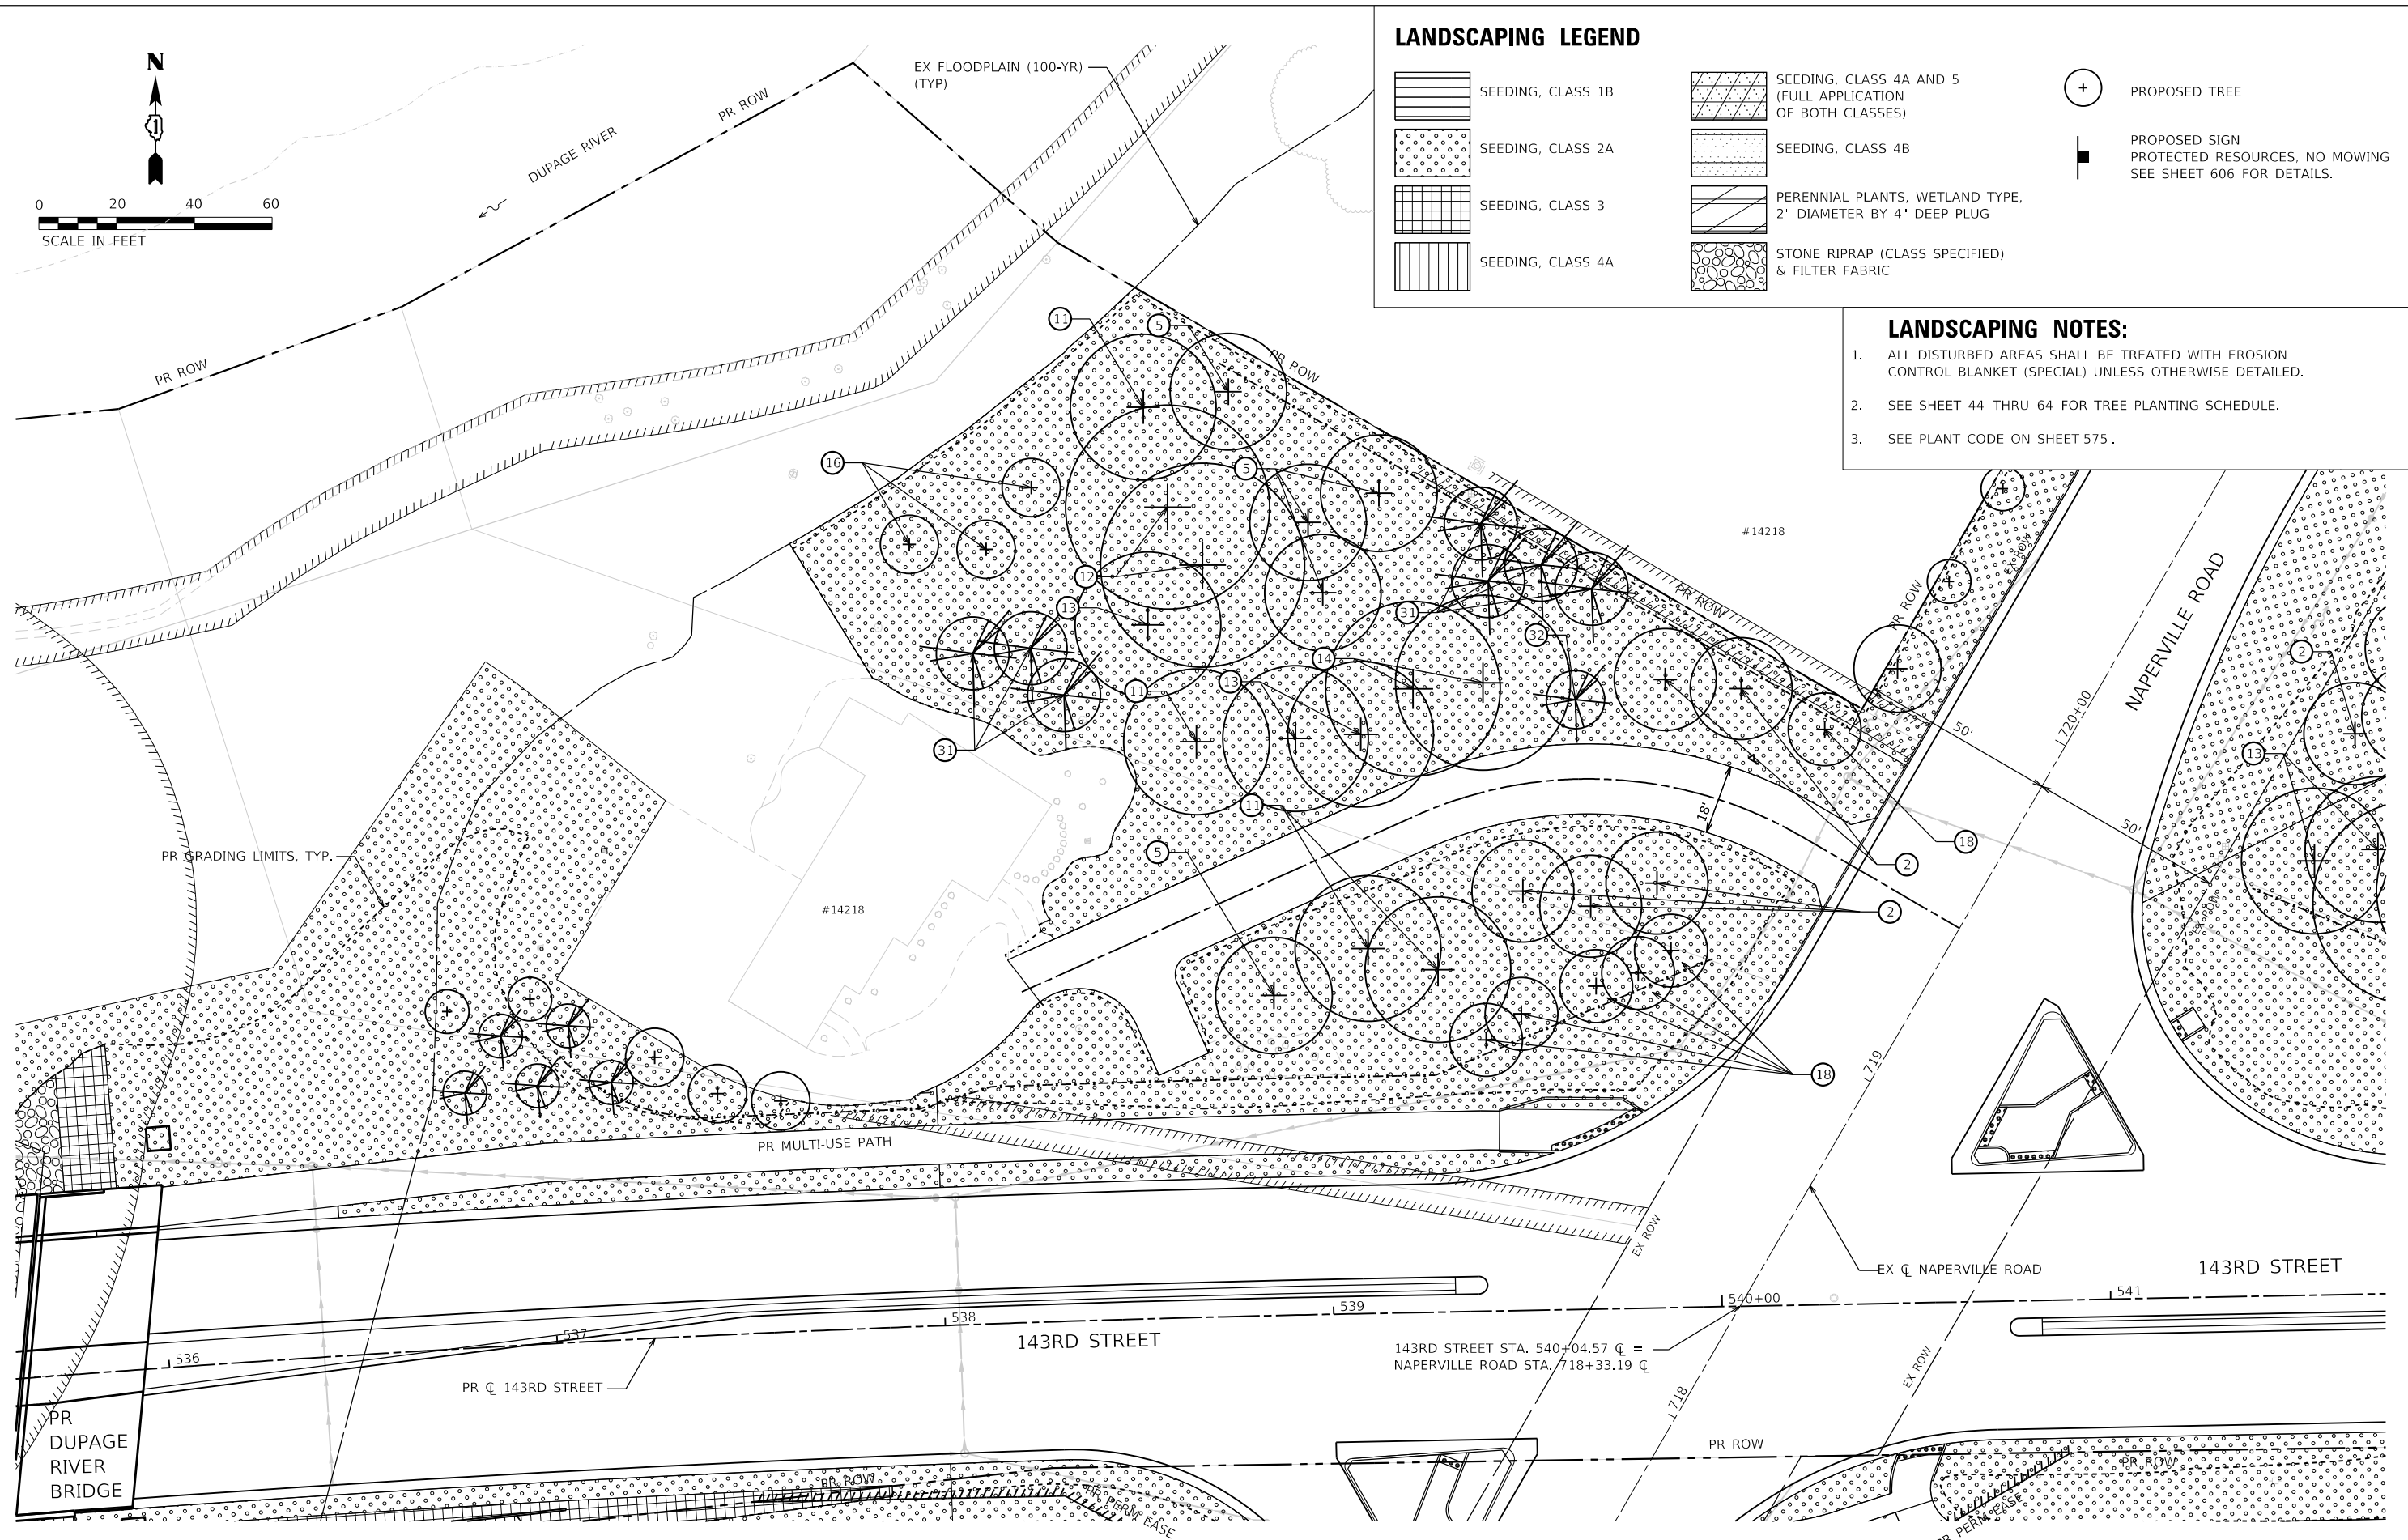 N
1
0 20 40 60
SCALE IN FEET
DUPAGE RIVER
PR ROW
PR ROW
EX FLOODPLAIN (100-YR)
(TYP)
LANDSCAPING LEGEND
SEEDING, CLASS 1B
SEEDING, CLASS 2A
SEEDING, CLASS 3
SEEDING, CLASS 4A
SEEDING, CLASS 4A AND 5
(FULL APPLICATION
OF BOTH CLASSES)
SEEDING, CLASS 4B
PERENNIAL PLANTS, WETLAND TYPE,
2" DIAMETER BY 4" DEEP PLUG
STONE RIPRAP (CLASS SPECIFIED)
& FILTER FABRIC
PROPOSED TREE
PROPOSED SIGN
PROTECTED RESOURCES, NO MOWING
SEE SHEET 606 FOR DETAILS.
LANDSCAPING NOTES:
1. ALL DISTURBED AREAS SHALL BE TREATED WITH EROSION
CONTROL BLANKET (SPECIAL) UNLESS OTHERWISE DETAILED.
2. SEE SHEET 44 THRU 64 FOR TREE PLANTING SCHEDULE.
3. SEE PLANT CODE ON SHEET 575.
11
5
PR ROW
16
5
12
13
31
14
32
11
13
31
11
5
PR ROW
#14218
PR ROW
EX ROW
NAPERVILLE ROAD
2
13
50'
720+00
50'
EX ROW
18'
18
2
2
18
719
PR GRADING LIMITS, TYP.
#14218
PR MULTI-USE PATH
EX ROW
EX ℄ NAPERVILLE ROAD
143RD STREET
536
537
538
539
540+00
541
143RD STREET
PR ℄ 143RD STREET
143RD STREET STA. 540+04.57 ℄ =
NAPERVILLE ROAD STA. 718+33.19 ℄
718
EX ROW
PR ROW
PR
DUPAGE
RIVER
BRIDGE
PR ROW
PR PERM EASE
PR ROW
PR PERM EASE